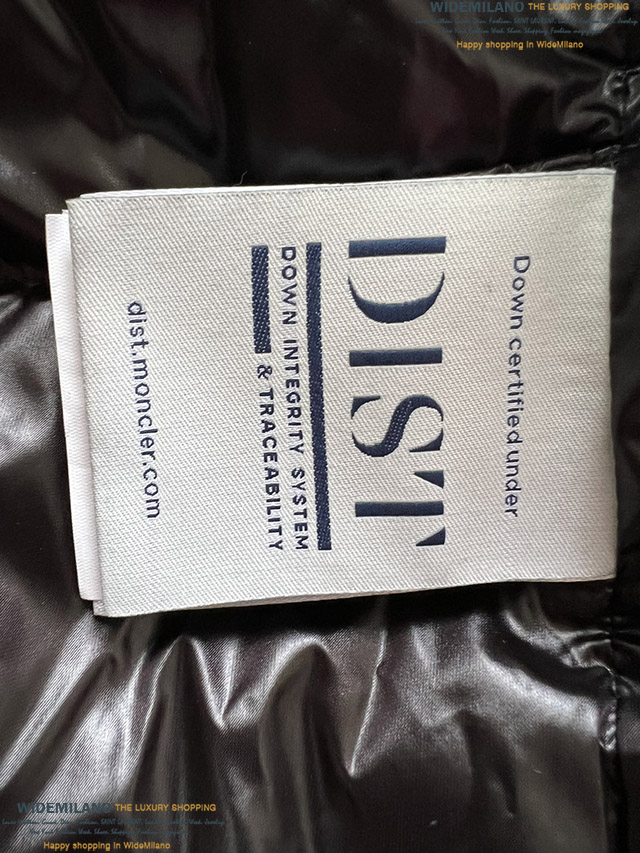 WIDEMILANO THE LUXURY SHOPPING
Happy shopping in WideMilano
Down certified under
DIST
DOWN INTEGRITY SYSTEM
& TRACEABILITY
dist.moncler.com
WIDEMILANO THE LUXURY SHOPPING
Happy shopping in WideMilano